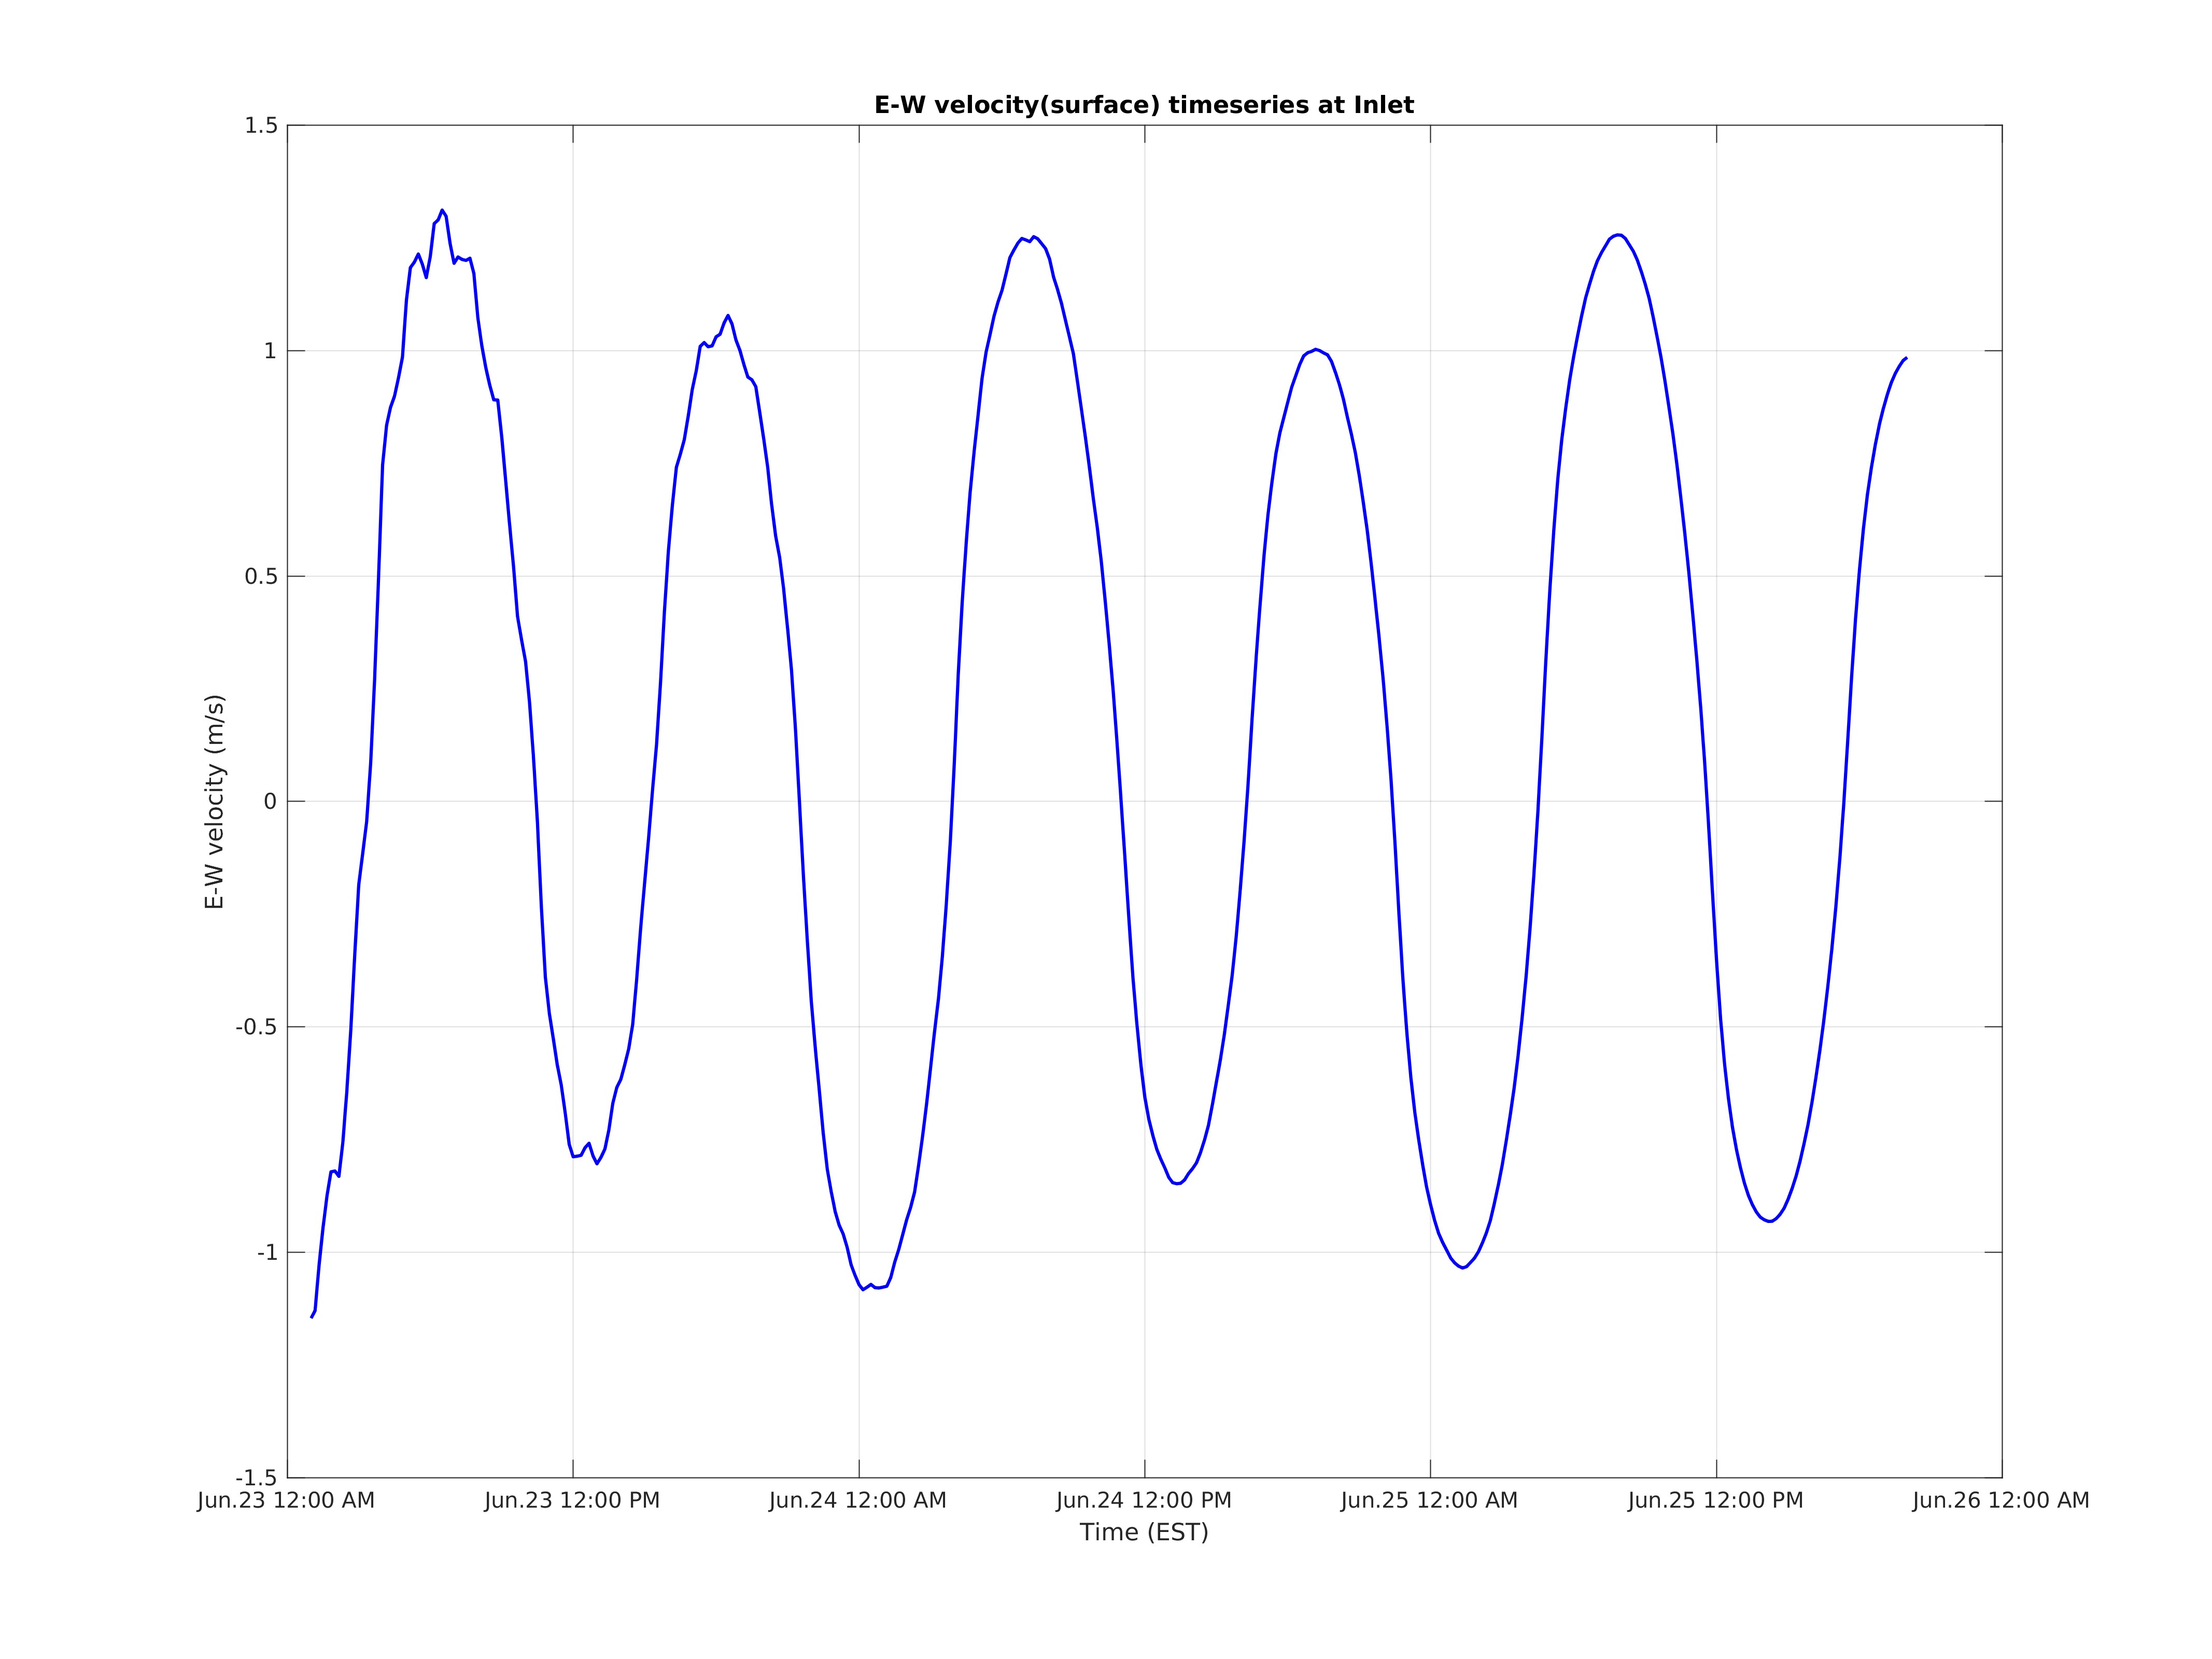 E-W velocity(surface) timeseries at Inlet
1.5
1
0.5
0
-0.5
-1
-1.5
E-W velocity (m/s)
Jun.23 12:00 AM Jun.23 12:00 PM Jun.24 12:00 AM Jun.24 12:00 PM Jun.25 12:00 AM Jun.25 12:00 PM Jun.26 12:00 AM
Time (EST)